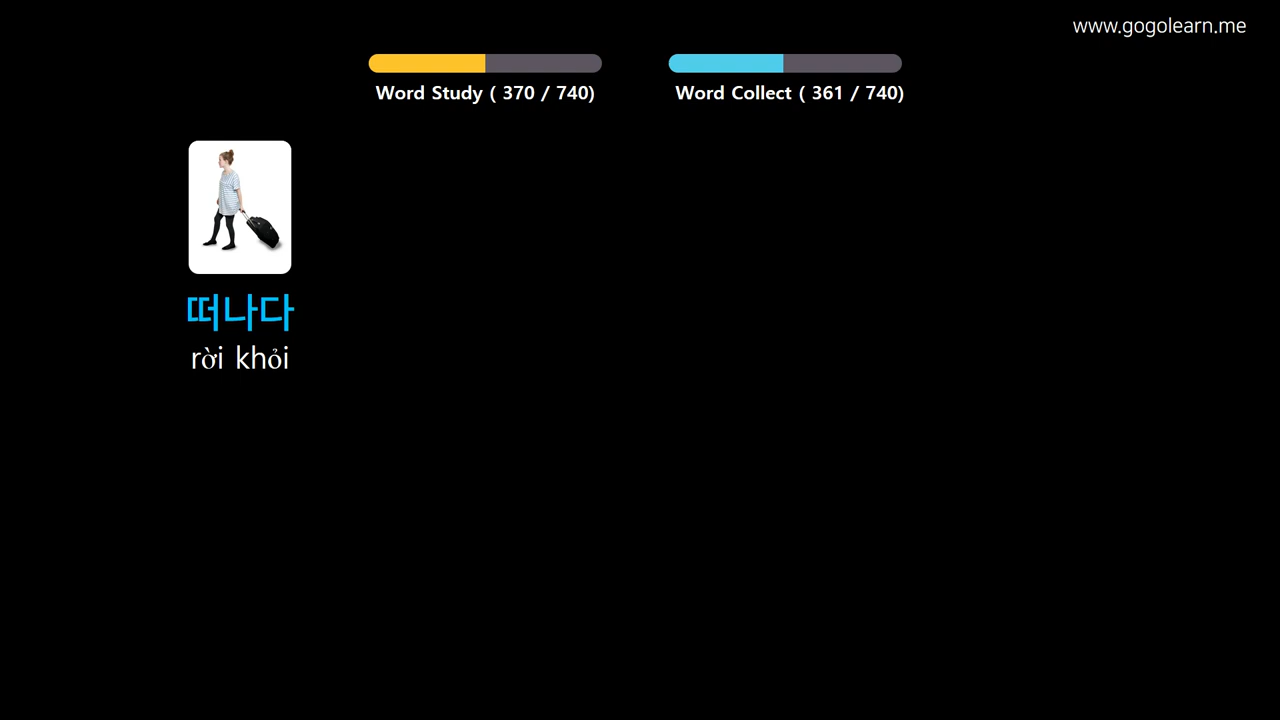 www.gogolearn.me
Word Study ( 370 / 740)
Word Collect ( 361 / 740)
떠나다
rời khỏi